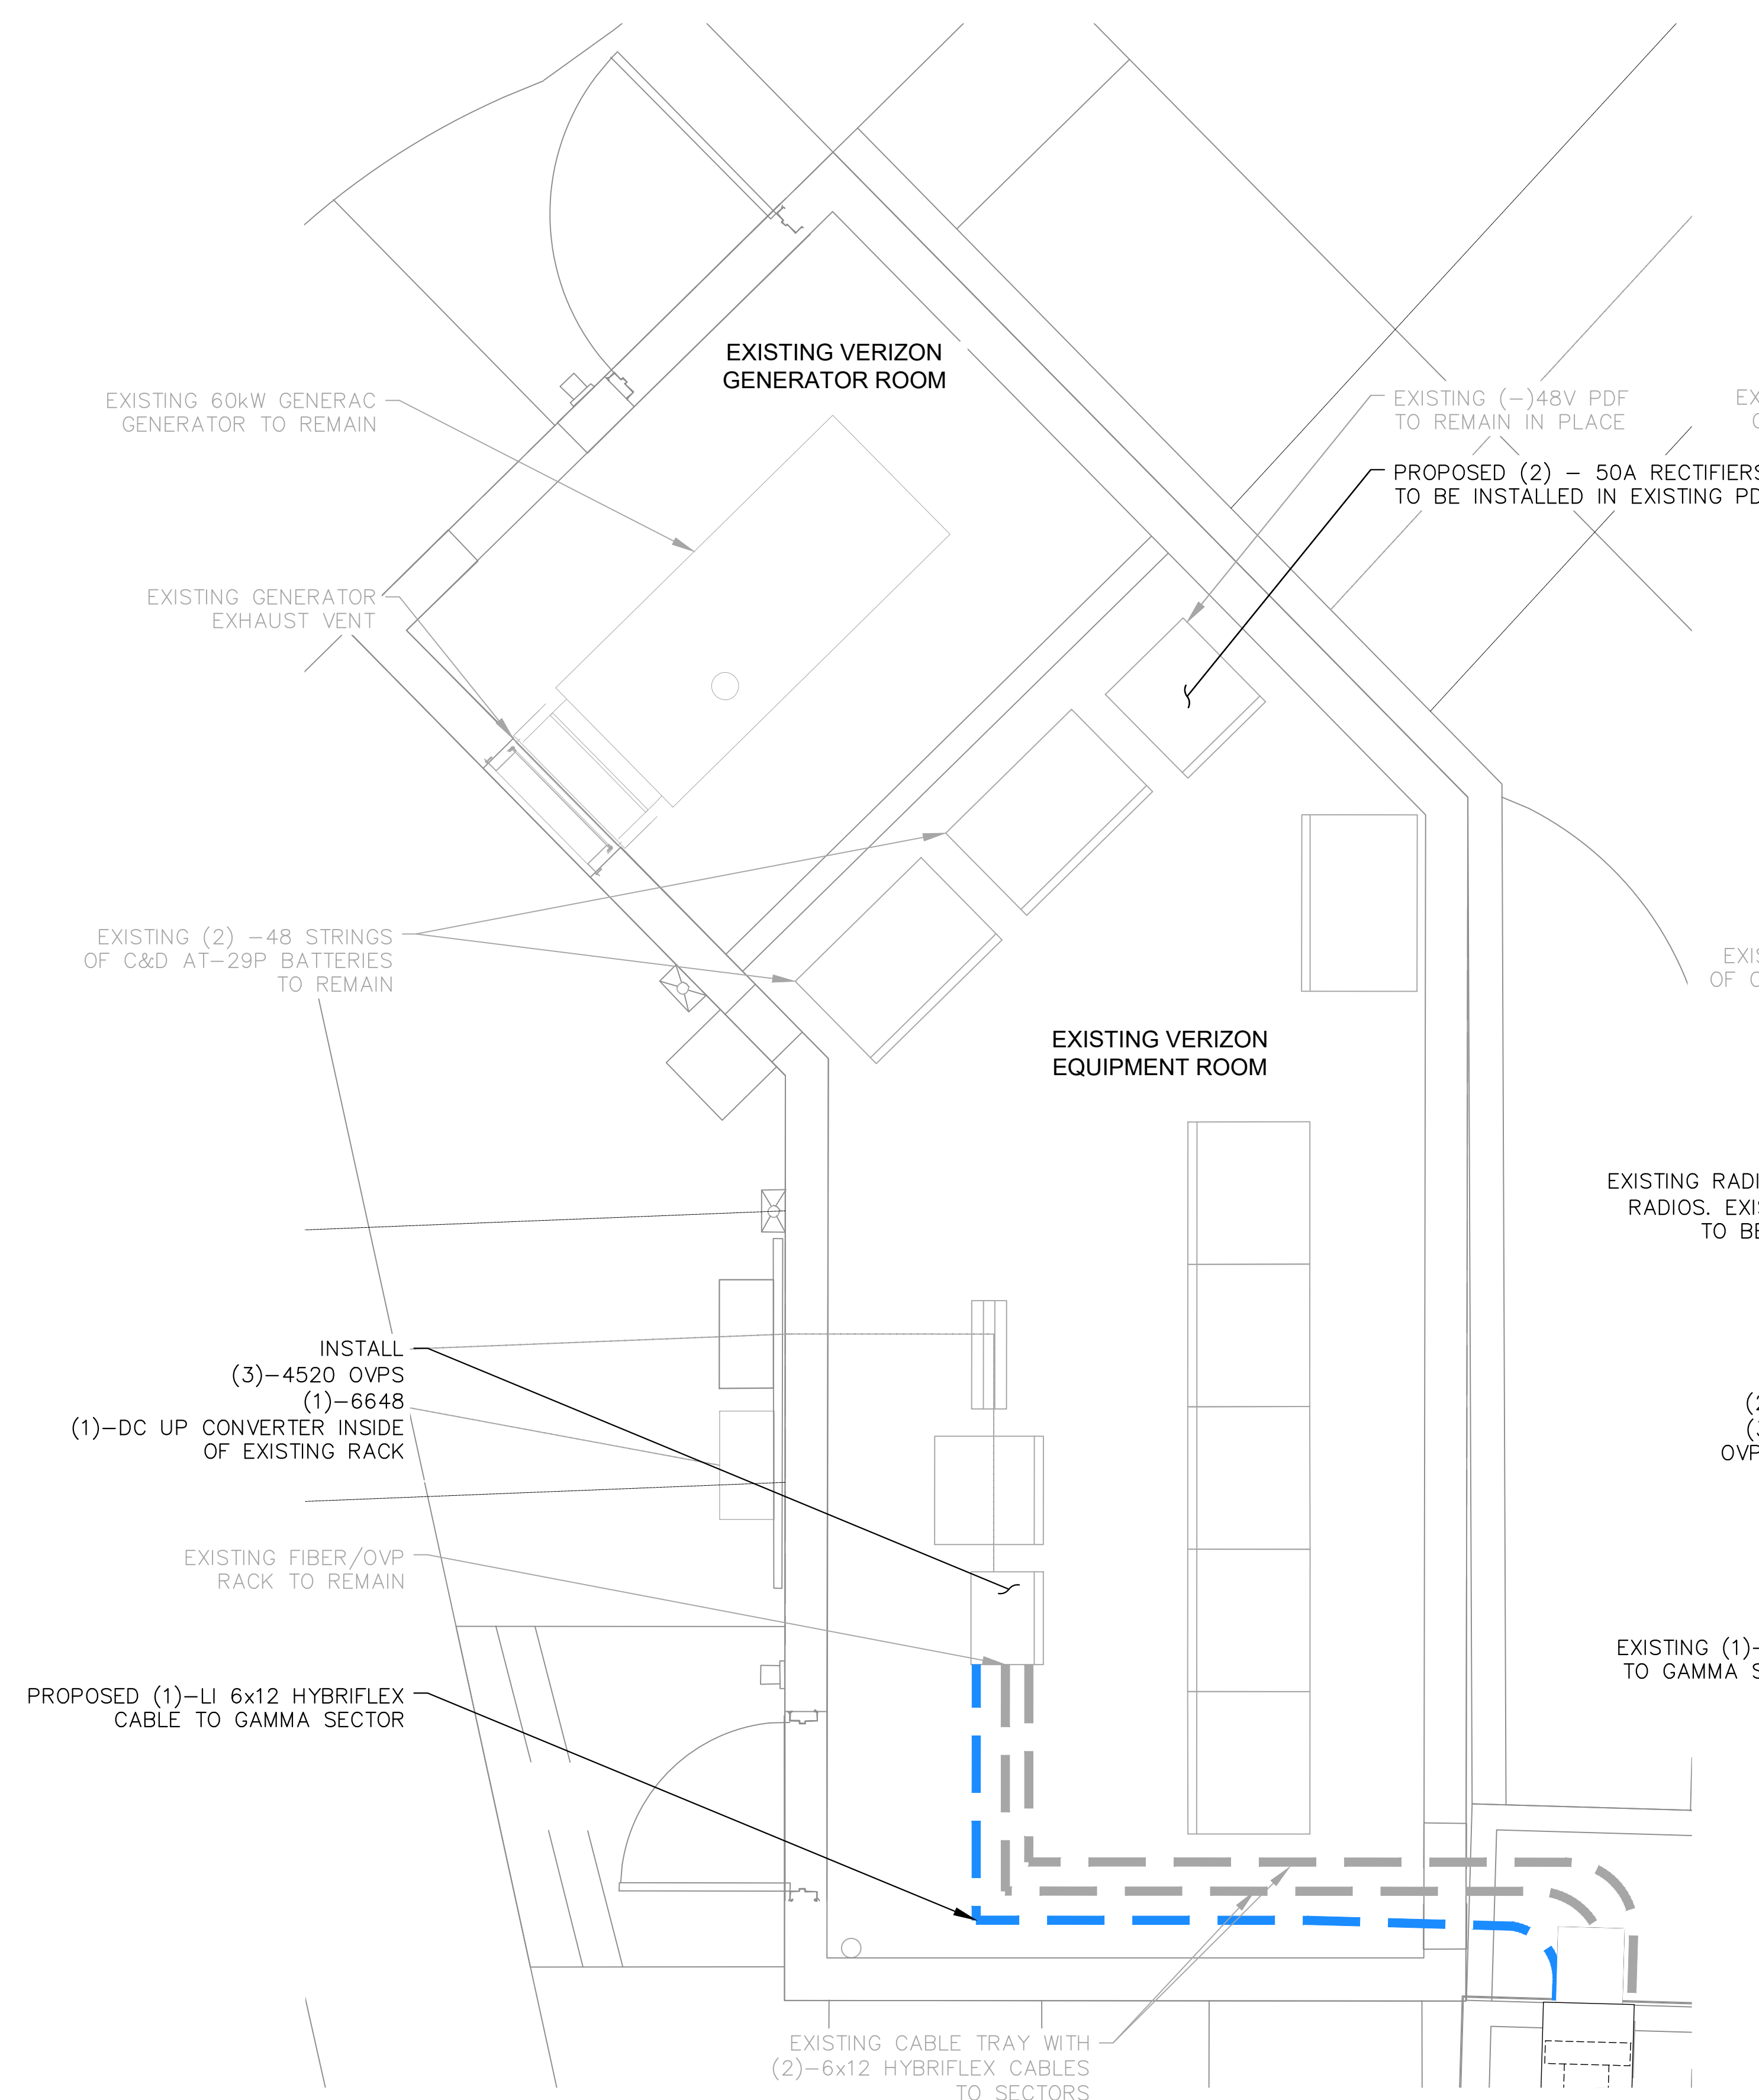 EXISTING VERIZON
GENERATOR ROOM
EXISTING 60kW GENERAC
GENERATOR TO REMAIN
EXISTING (-)48V PDF
TO REMAIN IN PLACE
PROPOSED (2) - 50A RECTIFIERS
TO BE INSTALLED IN EXISTING PD
EXISTING GENERATOR
EXHAUST VENT
EXISTING (2) -48 STRINGS
OF C&D AT-29P BATTERIES
TO REMAIN
EXIS
OF C
EXISTING VERIZON
EQUIPMENT ROOM
EXISTING RADI
RADIOS. EXIS
TO BE
INSTALL
(3)-4520 OVPS
(1)-6648
(1)-DC UP CONVERTER INSIDE
OF EXISTING RACK
OVP
EXISTING FIBER/OVP
RACK TO REMAIN
EXISTING (1)-
TO GAMMA S
PROPOSED (1)-LI 6x12 HYBRIFLEX
CABLE TO GAMMA SECTOR
EXISTING CABLE TRAY WITH
(2)-6x12 HYBRIFLEX CABLES
TO SECTORS